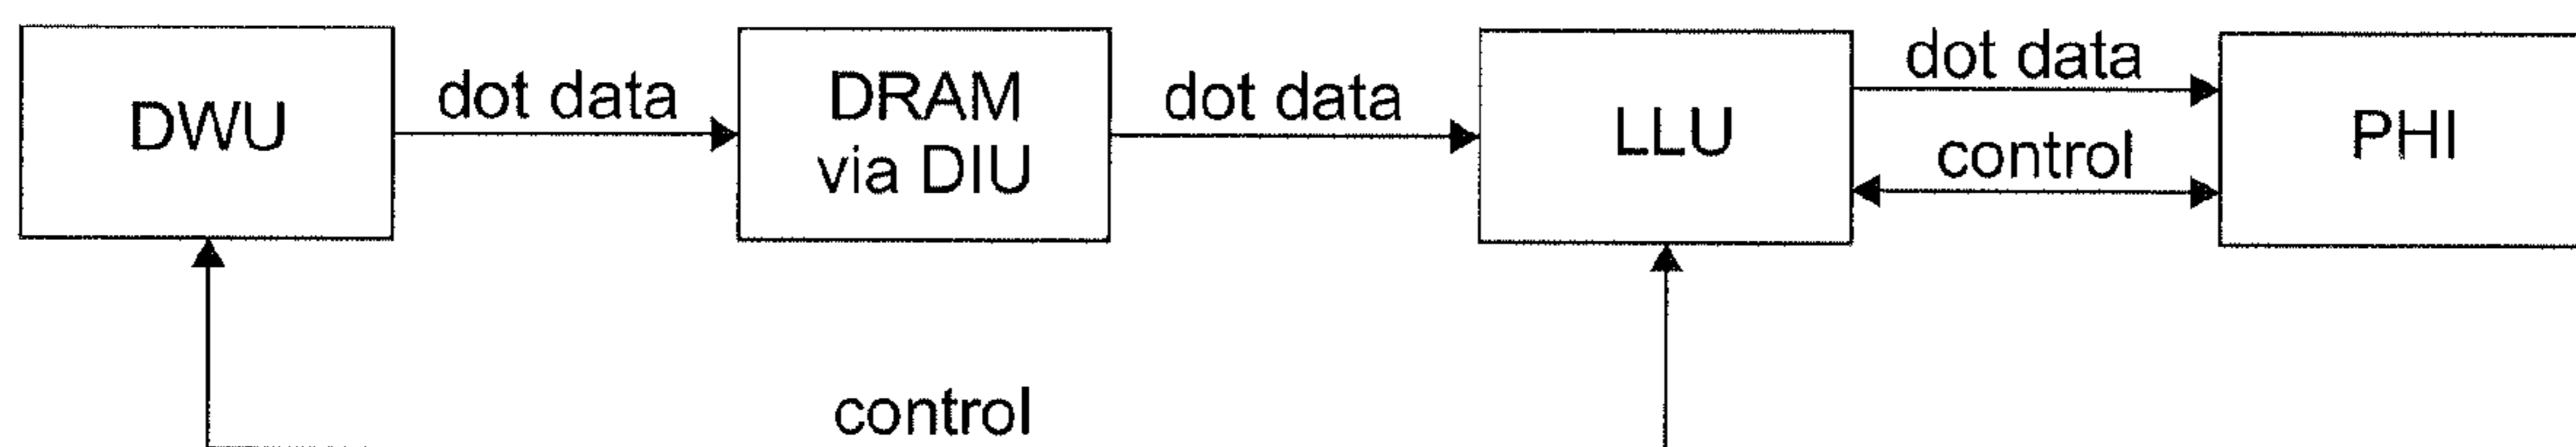 DWU
dot data
DRAM
via DIU
dot data
LLU
dot data
control
PHI
control